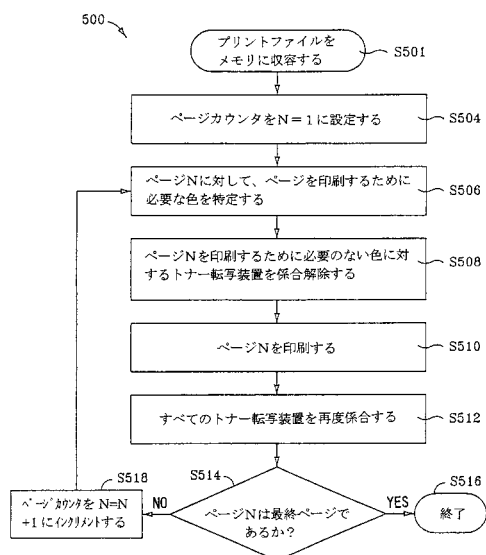 500
プリントファイルを
メモリに収容する
S501
ページカウンタをN=1に設定する
S504
ページNに対して、ページを印刷するために
必要な色を特定する
S506
ページNを印刷するために必要のない色に対
するトナー転写装置を係合解除する
S508
ページNを印刷する
S510
すべてのトナー転写装置を再度係合する
S512
S518
ページカウンタをN=N
+1にインクリメントする
NO
S514
ページNは最終ページで
あるか?
YES
S516
終了